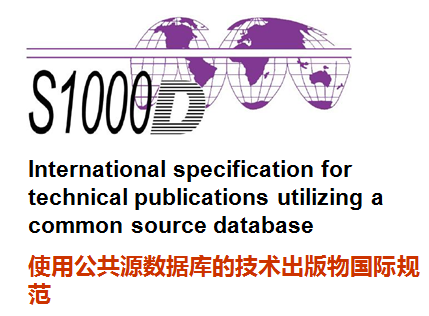 S1000D
International specification for
technical publications utilizing a
common source database
使用公共源数据库的技术出版物国际规
范